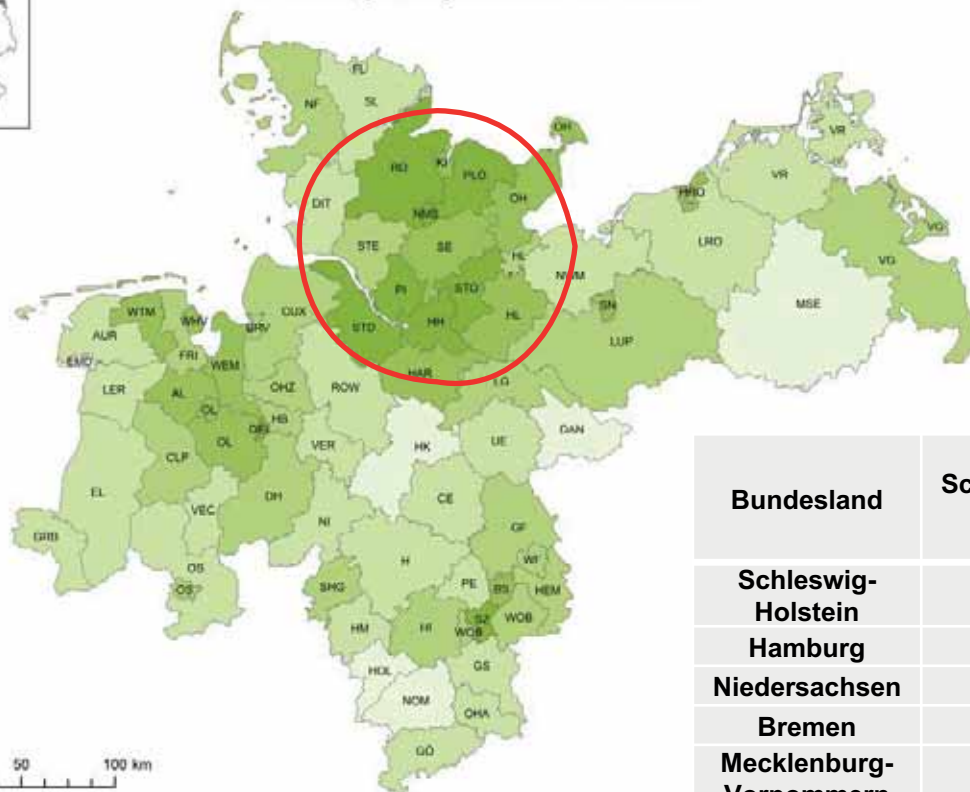 FL
SL
NF
OH
RD
KI
PLÖ
VR
VR
DIT
NMS
OH
HRO
STE
SE
HL
LRO
VG
VG
NWM
PI
STO
MSE
WTM
CUX
STD
HH
HL
SN
WHV
BRV
AUR
LUP
EMD
FRI
WEM
HAR
LG
LER
AL
OHZ
ROW
OL
HB
DEL
DAN
OL
VER
HK
UE
CLP
EL
DH
CE
VEC
NI
GF
GRB
H
WF
OS
PE
SHG
BS
HEM
OS
SZ
WOB
HM
HI
WOB
HOL
GS
NOM
OHA
GÖ
50 100 km
Bundesland Sc
Schleswig-
Holstein
Hamburg
Niedersachsen
Bremen
Mecklenburg-
Vorpommern